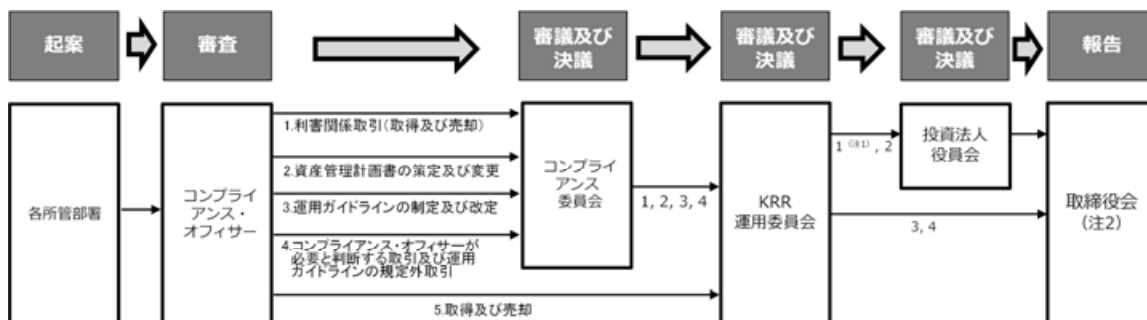 起案
審査
審議及び
決議
審議及び
決議
審議及び
決議
報告
各所管部署
コンプライ
アンス・
オフィサー
1.利害関係取引(取得及び売却)
2.資産管理計画書の策定及び変更
3.運用ガイドラインの制定及び改定
4.コンプライアンス・オフィサーが
必要と判断する取引及び運用
ガイドラインの規定外取引
5.取得及び売却
コンプライ
アンス
委員会
1, 2, 3, 4
KRR
運用委員会
1 (注1) , 2
3, 4
投資法人
役員会
取締役会
(注2)